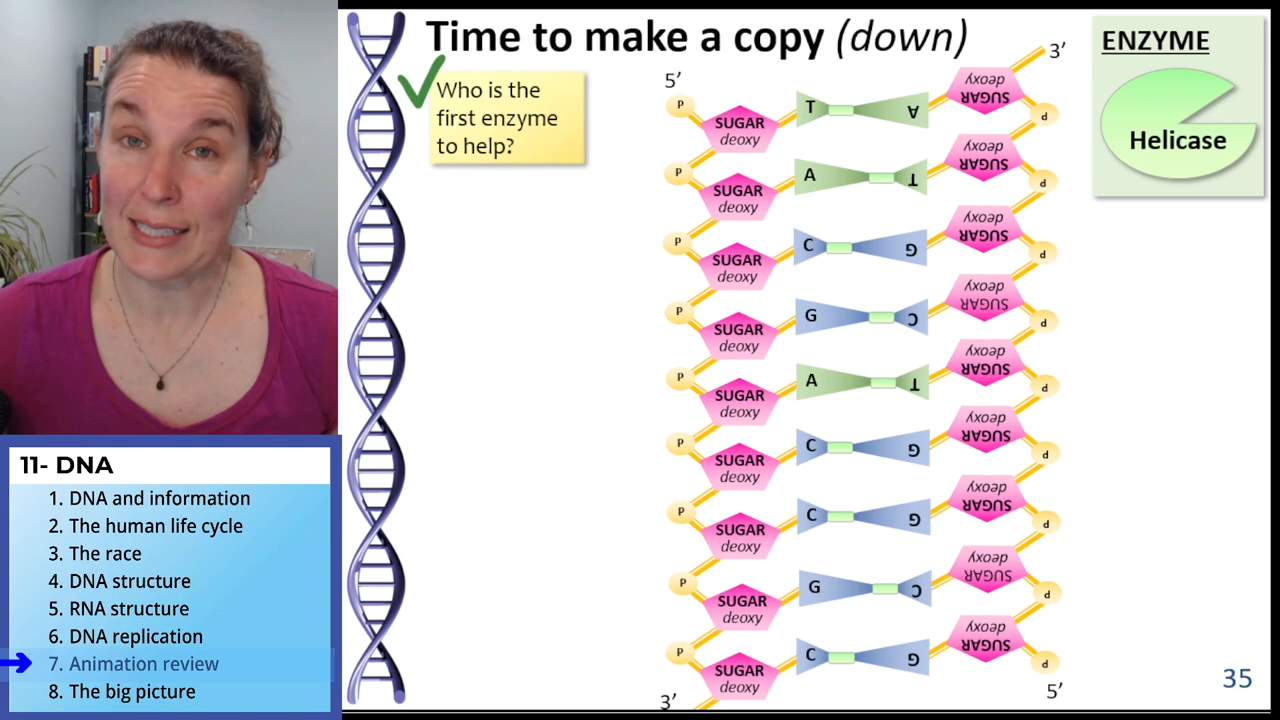 Time to make a copy (down)
Who is the
first enzyme
to help?
ENZYME
Helicase
5’
3’
P
SUGAR
deoxy
T
A
SUGAR
deoxy
P
P
SUGAR
deoxy
A
T
SUGAR
deoxy
P
P
SUGAR
deoxy
C
G
SUGAR
deoxy
P
P
SUGAR
deoxy
G
C
SUGAR
deoxy
P
P
SUGAR
deoxy
A
T
SUGAR
deoxy
P
P
SUGAR
deoxy
C
G
SUGAR
deoxy
P
P
SUGAR
deoxy
C
G
SUGAR
deoxy
P
P
SUGAR
deoxy
G
C
SUGAR
deoxy
P
P
SUGAR
deoxy
C
G
SUGAR
deoxy
P
3’
5’
35
11- DNA
1. DNA and information
2. The human life cycle
3. The race
4. DNA structure
5. RNA structure
6. DNA replication
7. Animation review
8. The big picture